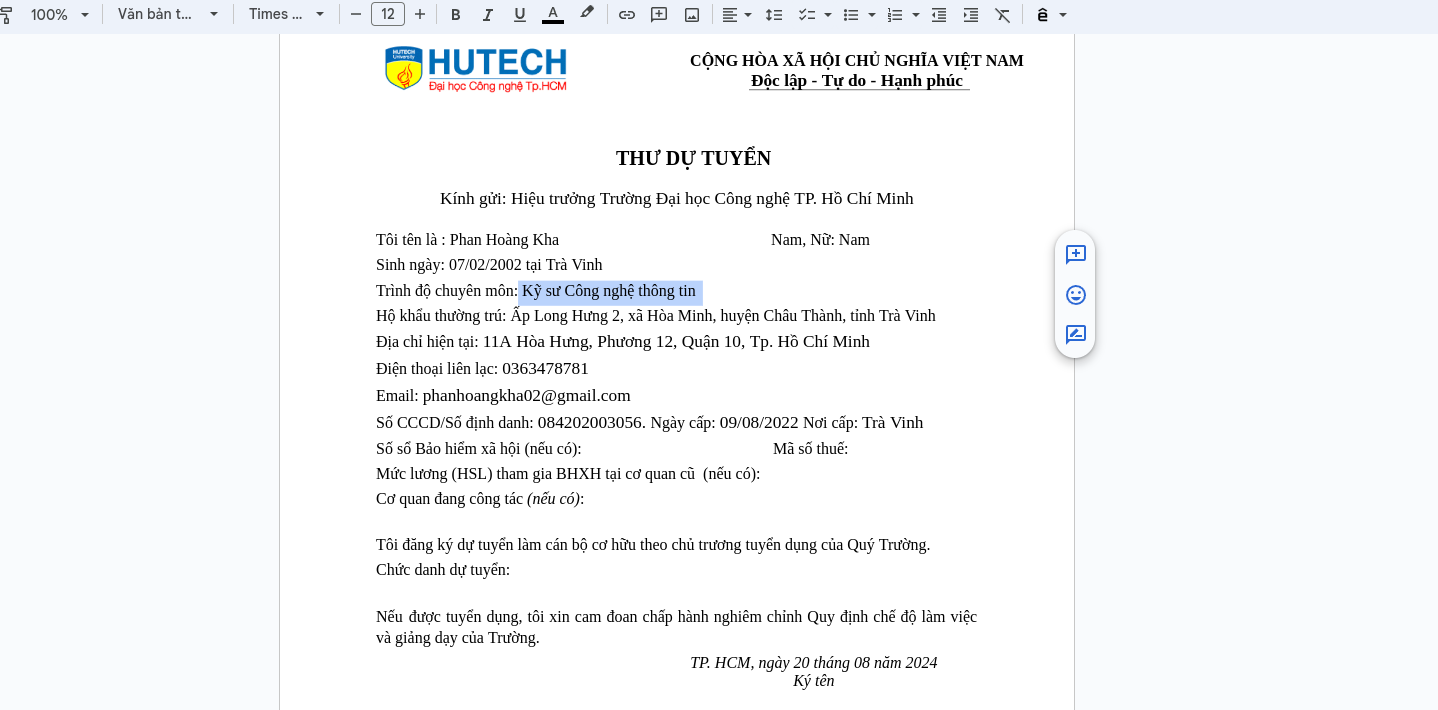 100% Văn bản t... Times ... 12 B I U A ê
HUTECH University
HUTECH
Đại học Công nghệ Tp.HCM
CỘNG HÒA XÃ HỘI CHỦ NGHĨA VIỆT NAM
Độc lập - Tự do - Hạnh phúc
THƯ DỰ TUYỂN
Kính gửi: Hiệu trưởng Trường Đại học Công nghệ TP. Hồ Chí Minh
Tôi tên là : Phan Hoàng Kha Nam, Nữ: Nam
Sinh ngày: 07/02/2002 tại Trà Vinh
Trình độ chuyên môn: Kỹ sư Công nghệ thông tin
Hộ khẩu thường trú: Ấp Long Hưng 2, xã Hòa Minh, huyện Châu Thành, tỉnh Trà Vinh
Địa chỉ hiện tại: 11A Hòa Hưng, Phương 12, Quận 10, Tp. Hồ Chí Minh
Điện thoại liên lạc: 0363478781
Email: phanhoangkha02@gmail.com
Số CCCD/Số định danh: 084202003056. Ngày cấp: 09/08/2022 Nơi cấp: Trà Vinh
Số sổ Bảo hiểm xã hội (nếu có): Mã số thuế:
Mức lương (HSL) tham gia BHXH tại cơ quan cũ (nếu có):
Cơ quan đang công tác (nếu có):
Tôi đăng ký dự tuyển làm cán bộ cơ hữu theo chủ trương tuyển dụng của Quý Trường.
Chức danh dự tuyển:
Nếu được tuyển dụng, tôi xin cam đoan chấp hành nghiêm chỉnh Quy định chế độ làm việc
và giảng dạy của Trường.
TP. HCM, ngày 20 tháng 08 năm 2024
Ký tên